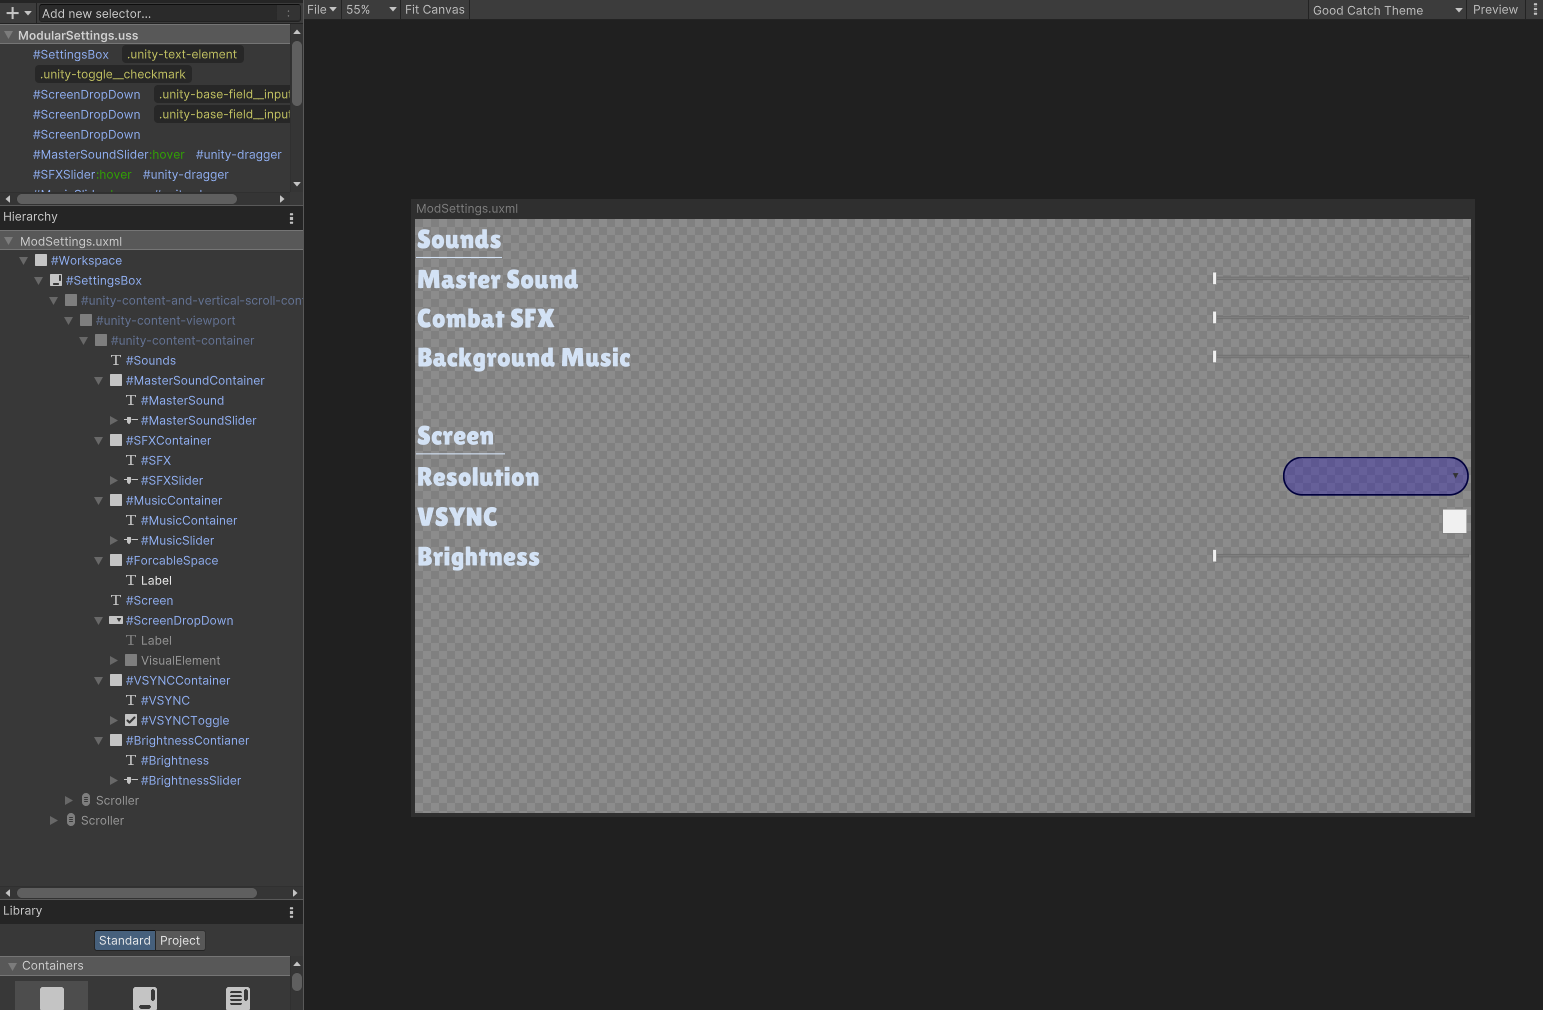 Add new selector...
File 55% Fit Canvas Good Catch Theme Preview
ModularSettings.uss
#SettingsBox .unity-text-element
.unity-toggle__checkmark
#ScreenDropDown .unity-base-field__input
#ScreenDropDown .unity-base-field__input
#ScreenDropDown
#MasterSoundSlider:hover #unity-dragger
#SFXSlider:hover #unity-dragger
Hierarchy
ModSettings.uxml
#Workspace
#SettingsBox
#unity-content-and-vertical-scroll-con
#unity-content-viewport
#unity-content-container
#Sounds
#MasterSoundContainer
#MasterSound
#MasterSoundSlider
#SFXContainer
#SFX
#SFXSlider
#MusicContainer
#MusicContainer
#MusicSlider
#ForcableSpace
Label
#Screen
#ScreenDropDown
Label
VisualElement
#VSYNCContainer
#VSYNC
#VSYNCToggle
#BrightnessContianer
#Brightness
#BrightnessSlider
Scroller
Scroller
Library
Standard Project
Containers
ModSettings.uxml
Sounds
Master Sound
Combat SFX
Background Music
Screen
Resolution
VSYNC
Brightness